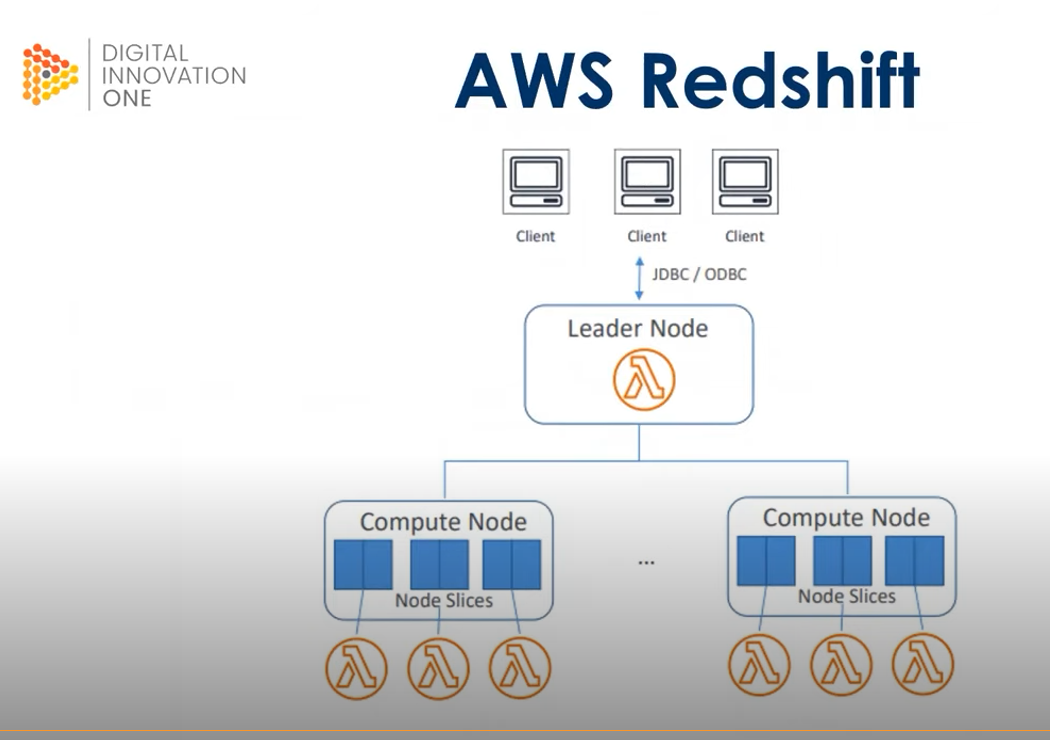 DIGITAL
INNOVATION
ONE
AWS Redshift
Client
Client
Client
JDBC / ODBC
Leader Node
Compute Node
Node Slices
...
Compute Node
Node Slices